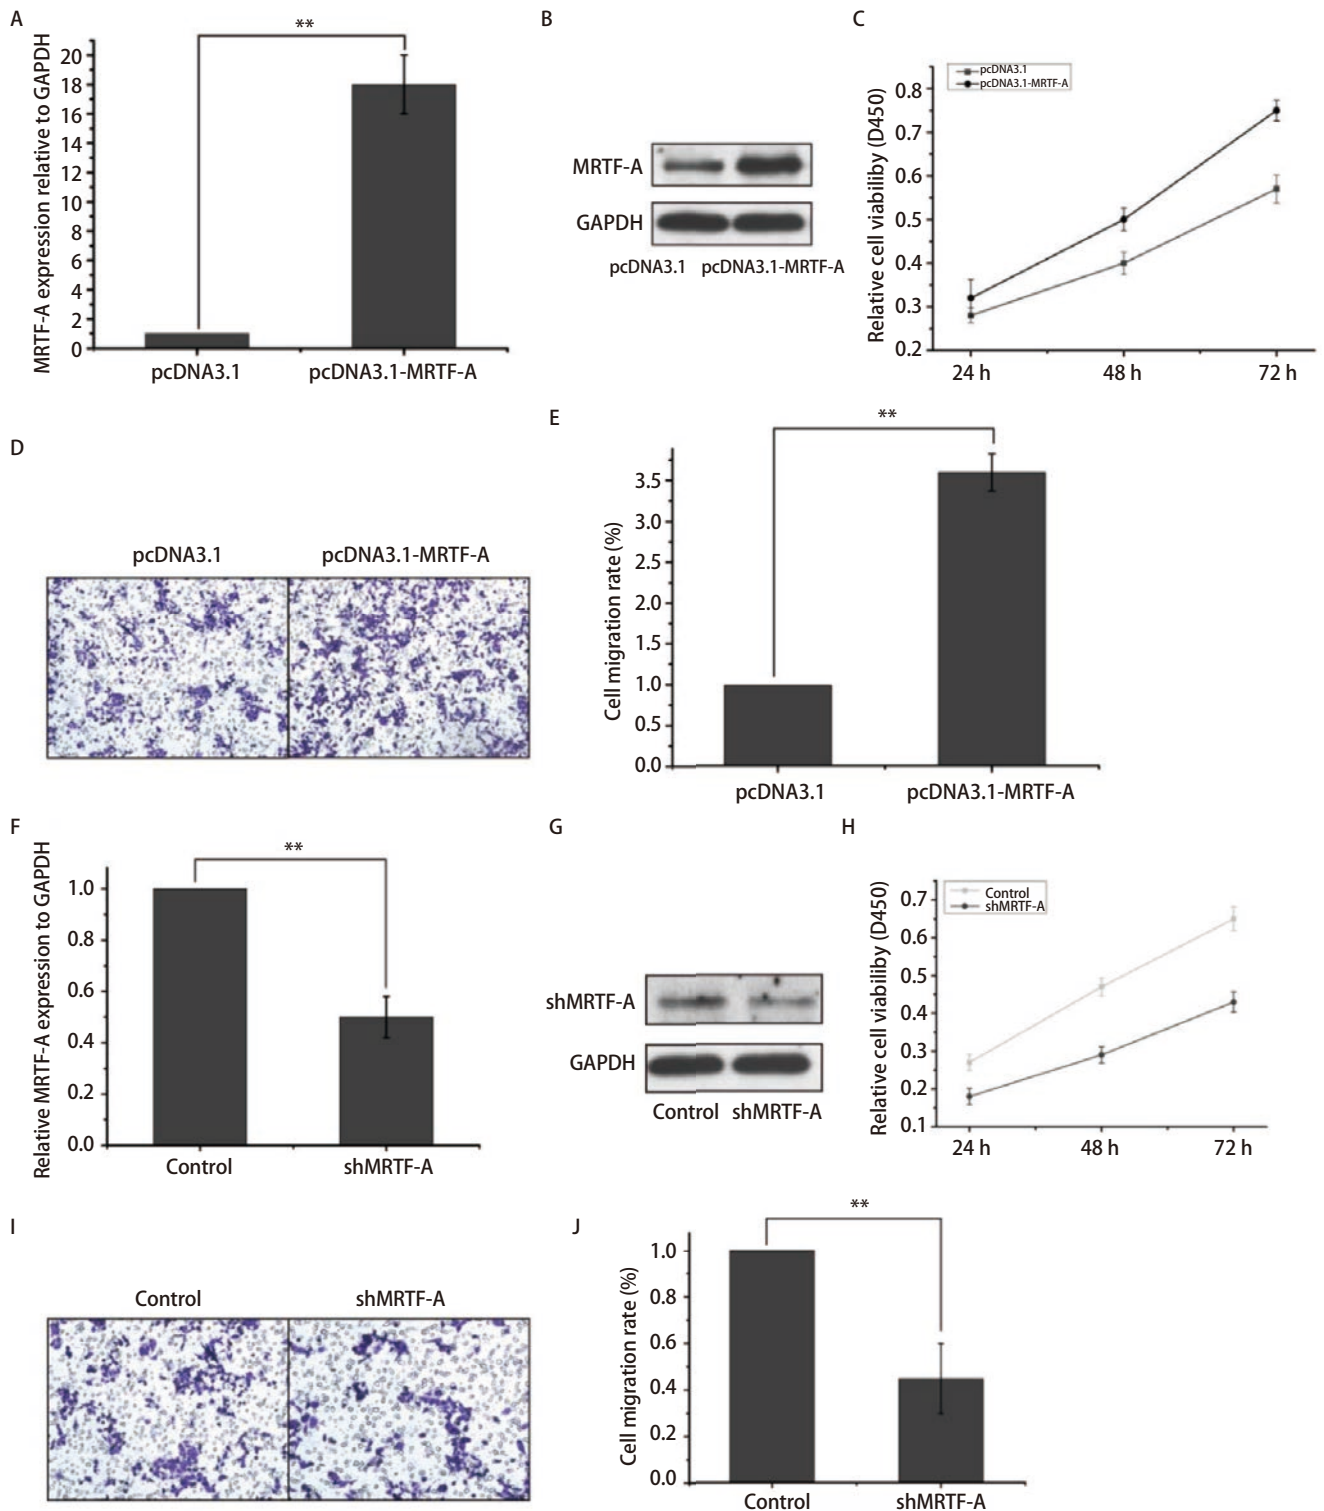 A
MRTF-A expression relative to GAPDH
20
18
16
14
12
10
8
6
4
2
0
**
pcDNA3.1
pcDNA3.1-MRTF-A
B
MRTF-A
GAPDH
pcDNA3.1 pcDNA3.1-MRTF-A
C
Relative cell viabiliby (D450)
0.8
0.7
0.6
0.5
0.4
0.3
0.2
pcDNA3.1
pcDNA3.1-MRTF-A
24 h
48 h
72 h
D
pcDNA3.1
pcDNA3.1-MRTF-A
E
Cell migration rate (%)
3.5
3.0
2.5
2.0
1.5
1.0
0.5
0.0
**
pcDNA3.1
pcDNA3.1-MRTF-A
F
Relative MRTF-A expression to GAPDH
1.0
0.8
0.6
0.4
0.2
0.0
**
Control
shMRTF-A
G
shMRTF-A
GAPDH
Control shMRTF-A
H
Relative cell viabiliby (D450)
0.7
0.6
0.5
0.4
0.3
0.2
0.1
Control
shMRTF-A
24 h
48 h
72 h
I
Control
shMRTF-A
J
Cell migration rate (%)
1.0
0.8
0.6
0.4
0.2
0.0
**
Control
shMRTF-A